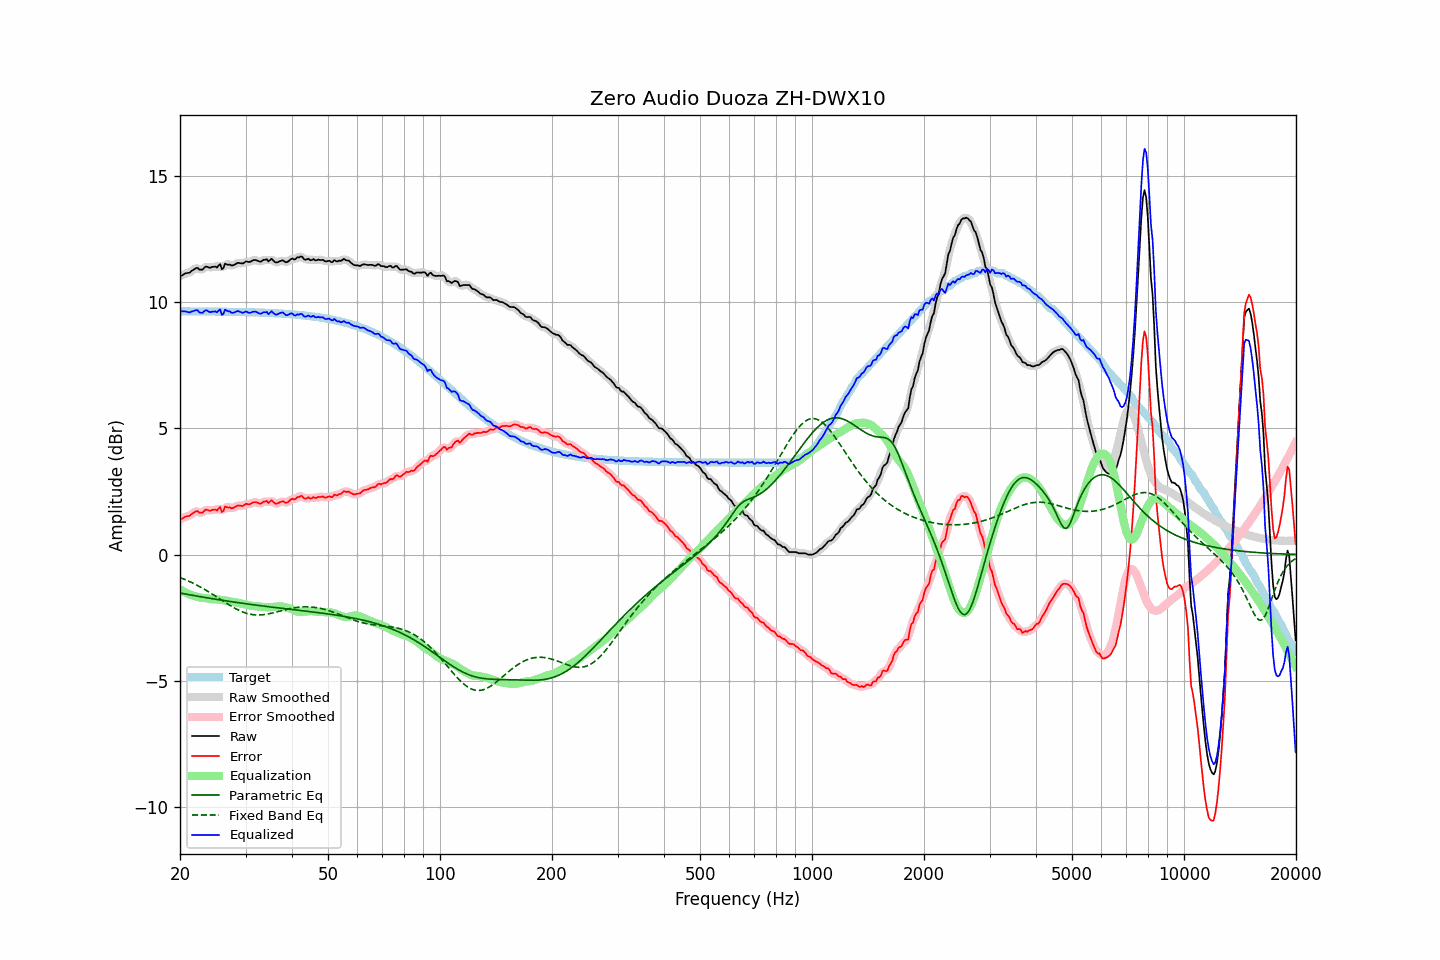 Zero Audio Duoza ZH-DWX10
Amplitude (dBr)
15
10
5
0
−5
−10
Target
Raw Smoothed
Error Smoothed
Raw
Error
Equalization
Parametric Eq
Fixed Band Eq
Equalized
20 50 100 200 500 1000 2000 5000 10000 20000
Frequency (Hz)